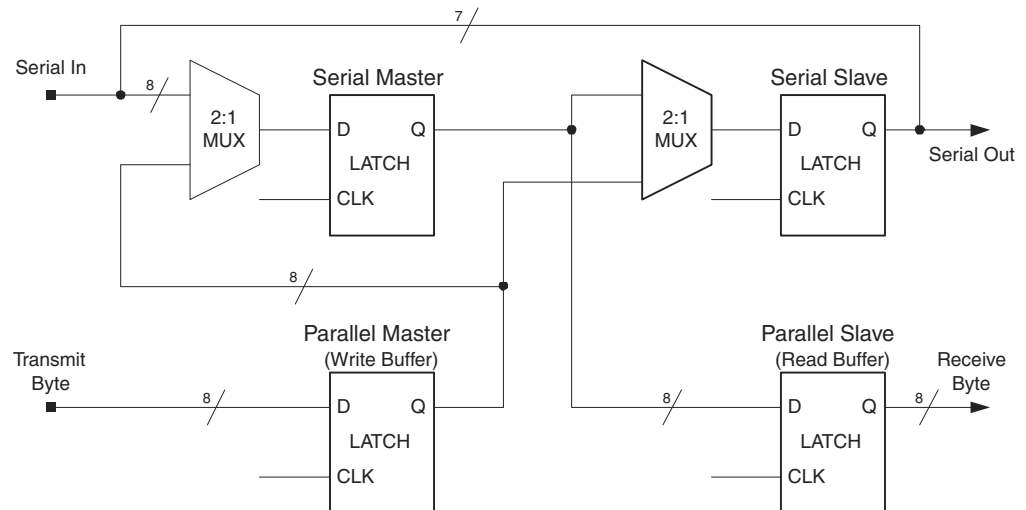 7
Serial In
8
2:1
MUX
Serial Master
D
Q
LATCH
CLK
2:1
MUX
Serial Slave
D
Q
LATCH
CLK
Serial Out
8
Transmit
Byte
8
Parallel Master
(Write Buffer)
D
Q
LATCH
CLK
8
Parallel Slave
(Read Buffer)
D
Q
LATCH
CLK
8
Receive
Byte